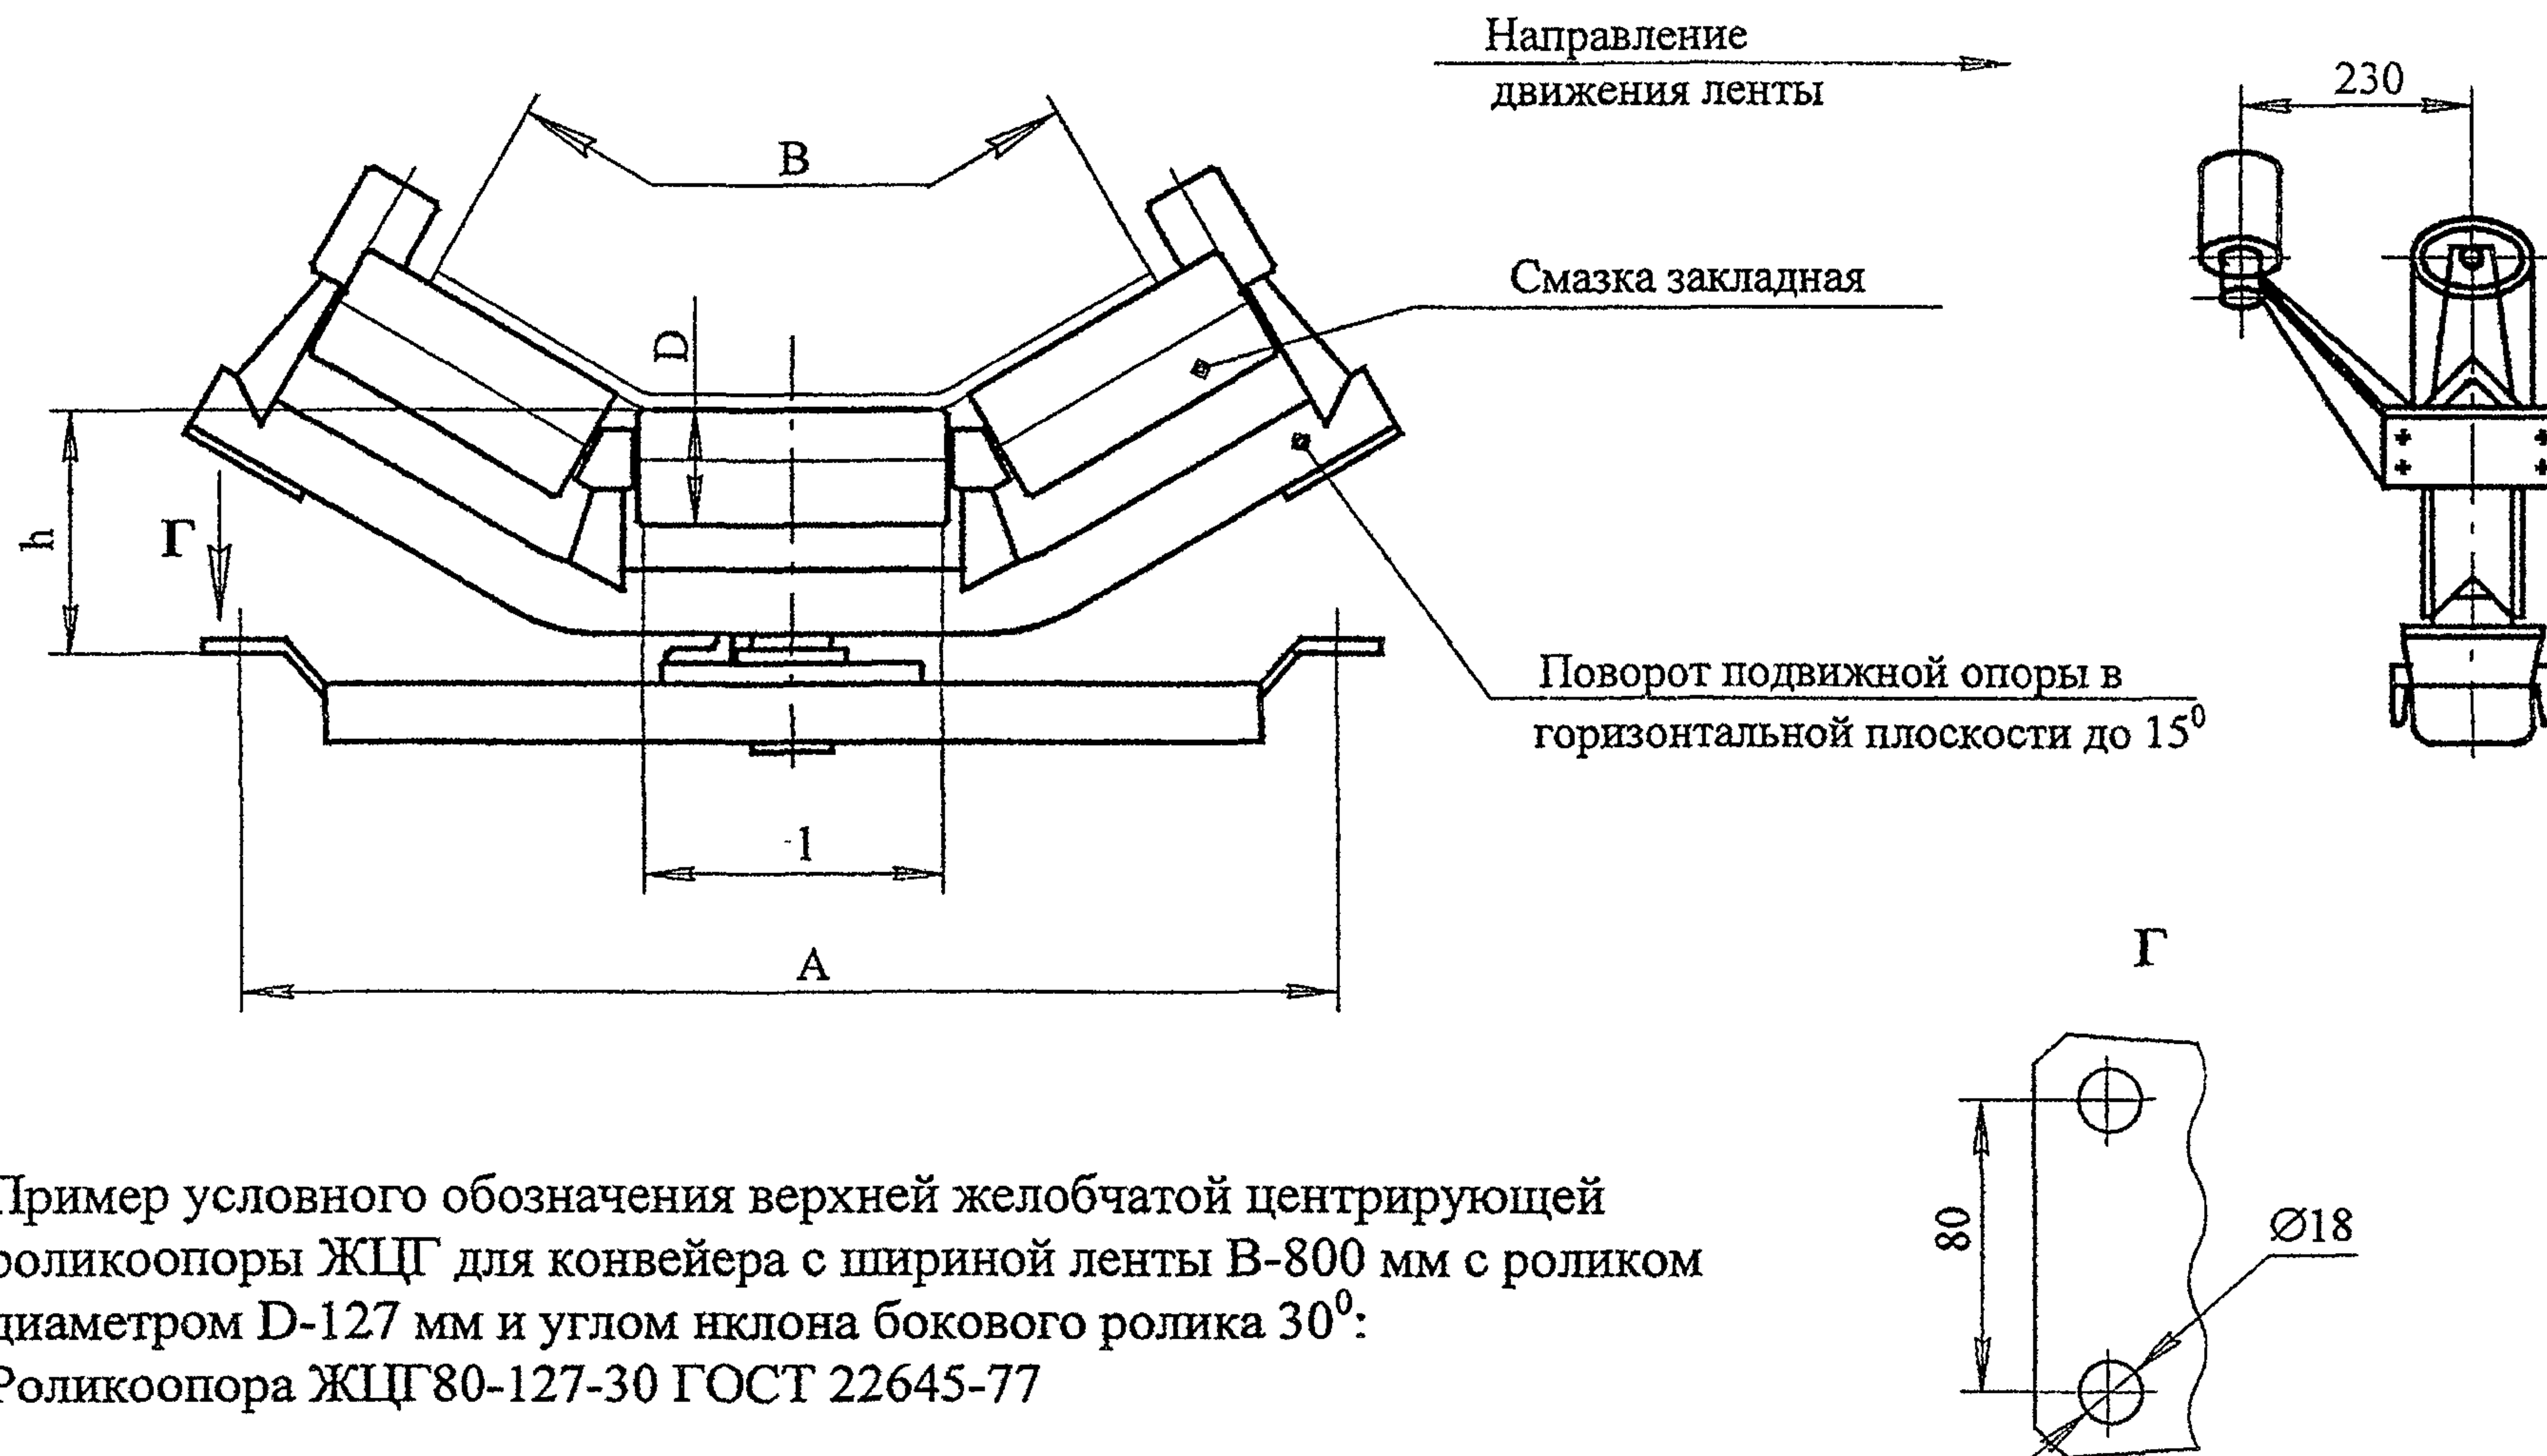 Направление
движения ленты
230
B
Смазка закладная
D
h
Г
Поворот подвижной опоры в
горизонтальной плоскости до 15⁰
l
A
Г
80
Ø18
Пример условного обозначения верхней желобчатой центрирующей
роликоопоры ЖЦГ для конвейера с шириной ленты В-800 мм с роликом
диаметром D-127 мм и углом нклона бокового ролика 30⁰:
Роликоопора ЖЦГ80-127-30 ГОСТ 22645-77